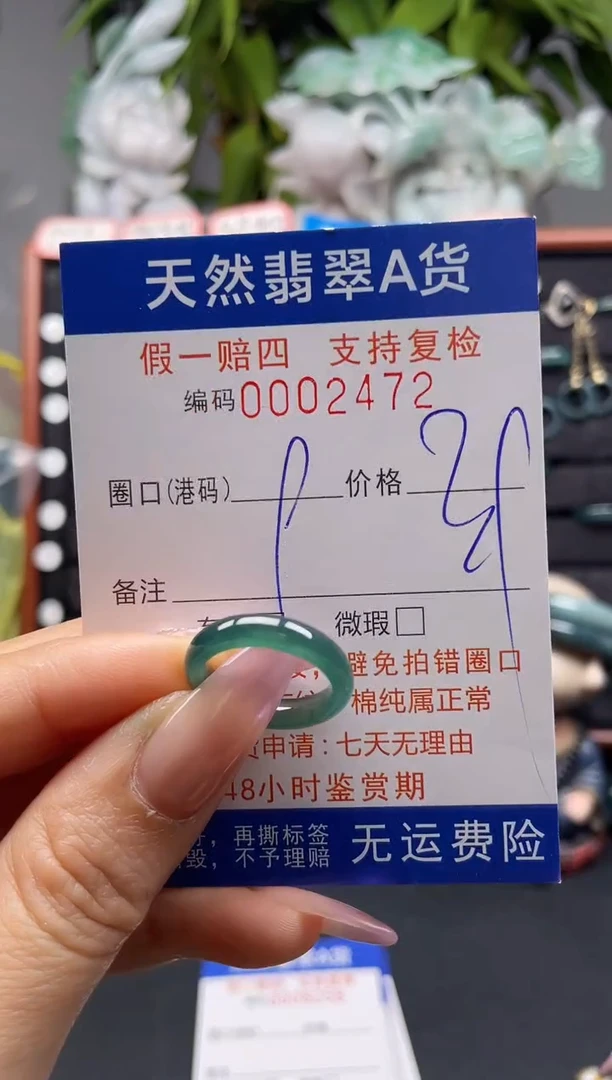 天然翡翠A货
假一赔四 支持复检
编码0002472
圈口(港码) 价格
备注
微瑕□
避免拍错圈口
棉纯属正常
申请:七天无理由
48小时鉴赏期
再撕标签
毁,不予理赔
无运费险